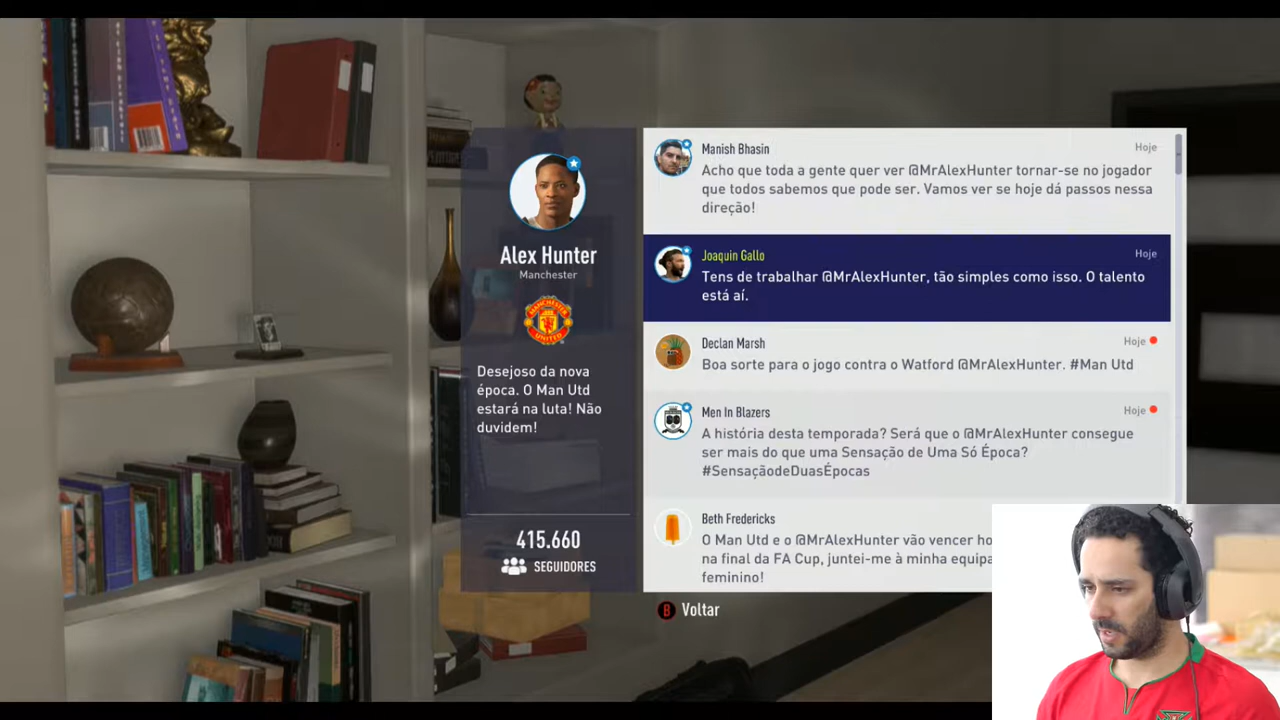 Alex Hunter
Manchester
MANCHESTER
UNITED
Desejoso da nova
época. O Man Utd
estará na luta! Não
duvidem!
415.660
SEGUIDORES
Manish Bhasin
Hoje
Acho que toda a gente quer ver @MrAlexHunter tornar-se no jogador
que todos sabemos que pode ser. Vamos ver se hoje dá passos nessa
direção!
Joaquin Gallo
Hoje
Tens de trabalhar @MrAlexHunter, tão simples como isso. O talento
está aí.
Declan Marsh
Hoje
Boa sorte para o jogo contra o Watford @MrAlexHunter. #Man Utd
Men In Blazers
Hoje
A história desta temporada? Será que o @MrAlexHunter consegue
ser mais do que uma Sensação de Uma Só Época?
#SensaçãodeDuasÉpocas
Beth Fredericks
O Man Utd e o @MrAlexHunter vão vencer
na final da FA Cup, juntei-me à minha equipa
feminino!
B Voltar